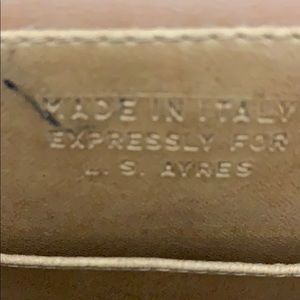 MADE IN ITALY
EXPRESSLY FOR
L. S. AYRES